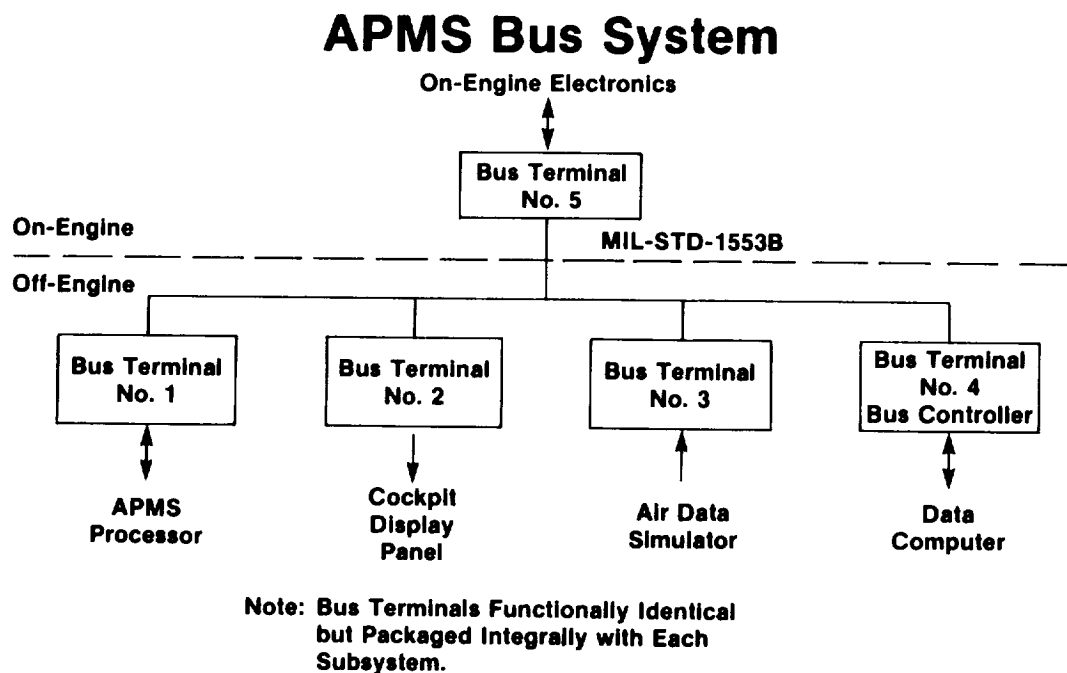 APMS Bus System
On-Engine Electronics
Bus Terminal
No. 5
On-Engine
MIL-STD-1553B
Off-Engine
Bus Terminal
No. 1
Bus Terminal
No. 2
Bus Terminal
No. 3
Bus Terminal
No. 4
Bus Controller
APMS
Processor
Cockpit
Display
Panel
Air Data
Simulator
Data
Computer
Note: Bus Terminals Functionally Identical
but Packaged Integrally with Each
Subsystem.